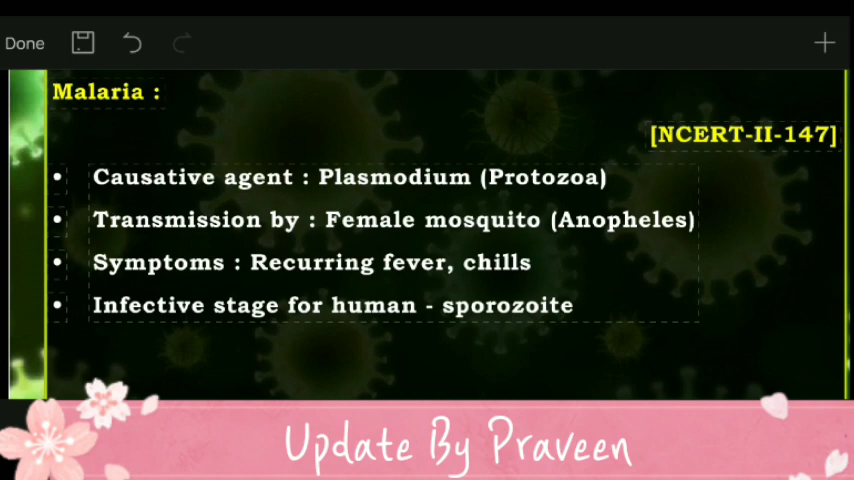 Done
Malaria :
[NCERT-II-147]
• Causative agent : Plasmodium (Protozoa)
• Transmission by : Female mosquito (Anopheles)
• Symptoms : Recurring fever, chills
• Infective stage for human - sporozoite
Update By Praveen